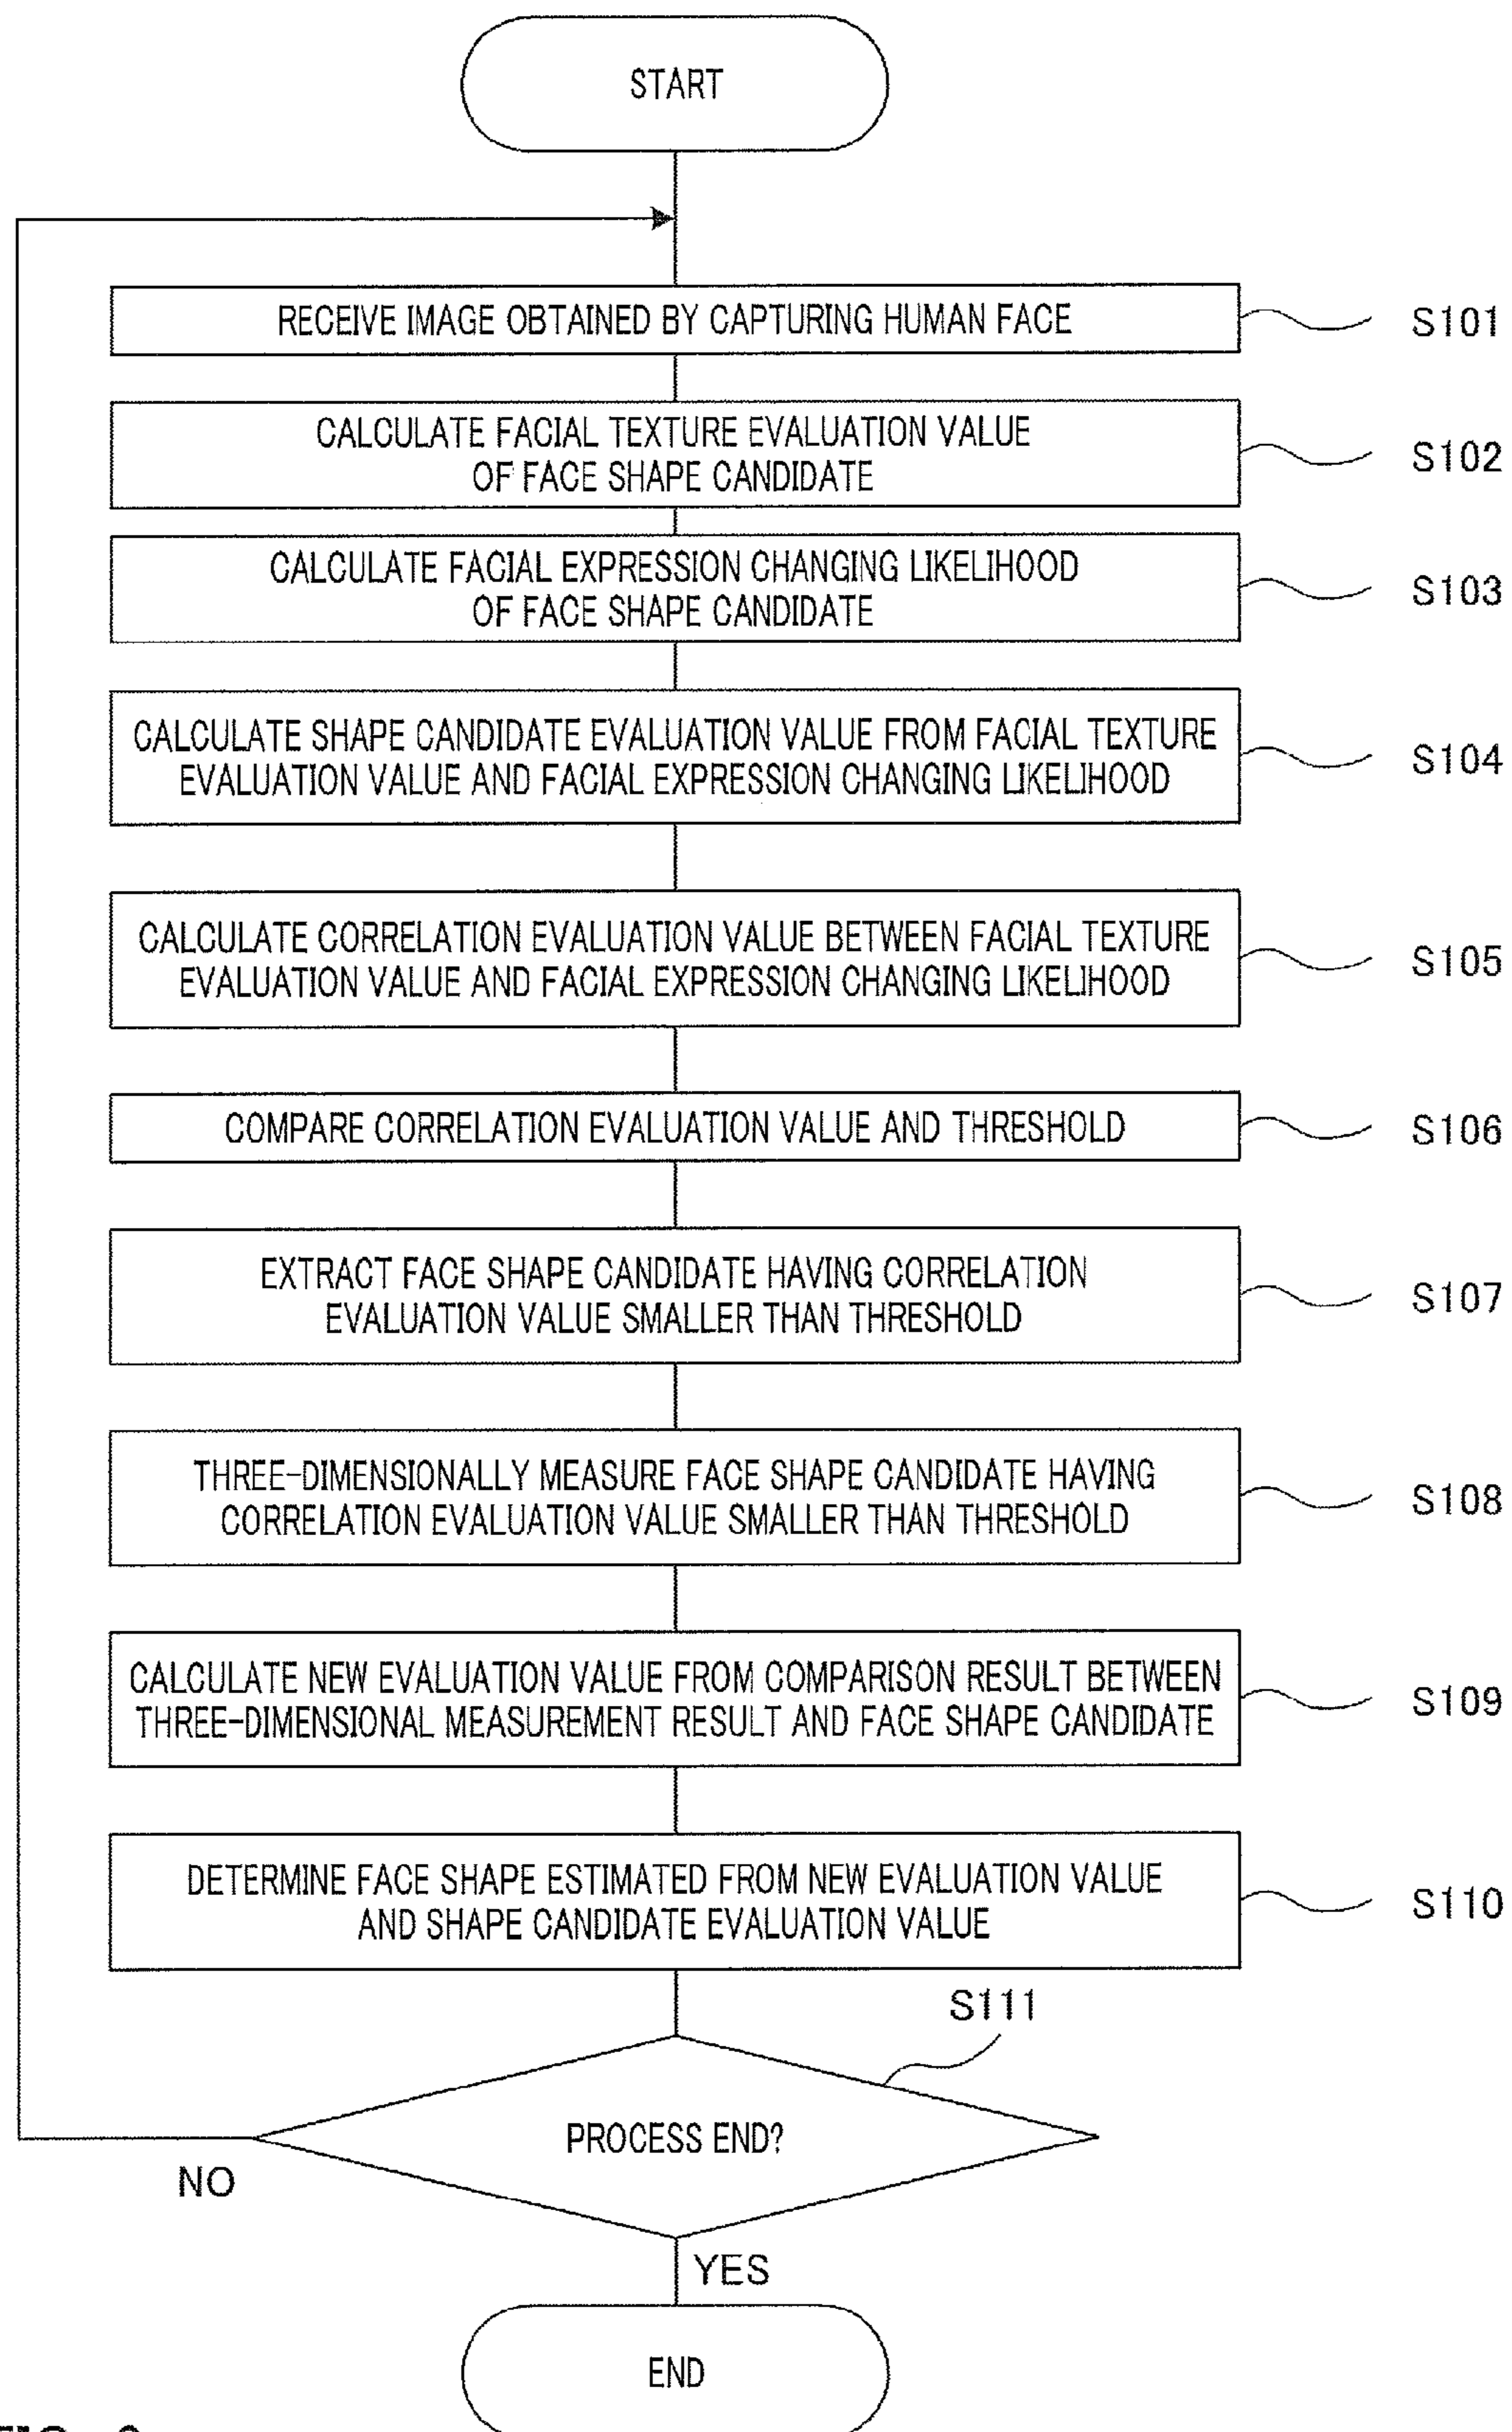 START
RECEIVE IMAGE OBTAINED BY CAPTURING HUMAN FACE
S101
CALCULATE FACIAL TEXTURE EVALUATION VALUE
OF FACE SHAPE CANDIDATE
S102
CALCULATE FACIAL EXPRESSION CHANGING LIKELIHOOD
OF FACE SHAPE CANDIDATE
S103
CALCULATE SHAPE CANDIDATE EVALUATION VALUE FROM FACIAL TEXTURE
EVALUATION VALUE AND FACIAL EXPRESSION CHANGING LIKELIHOOD
S104
CALCULATE CORRELATION EVALUATION VALUE BETWEEN FACIAL TEXTURE
EVALUATION VALUE AND FACIAL EXPRESSION CHANGING LIKELIHOOD
S105
COMPARE CORRELATION EVALUATION VALUE AND THRESHOLD
S106
EXTRACT FACE SHAPE CANDIDATE HAVING CORRELATION
EVALUATION VALUE SMALLER THAN THRESHOLD
S107
THREE-DIMENSIONALLY MEASURE FACE SHAPE CANDIDATE HAVING
CORRELATION EVALUATION VALUE SMALLER THAN THRESHOLD
S108
CALCULATE NEW EVALUATION VALUE FROM COMPARISON RESULT BETWEEN
THREE-DIMENSIONAL MEASUREMENT RESULT AND FACE SHAPE CANDIDATE
S109
DETERMINE FACE SHAPE ESTIMATED FROM NEW EVALUATION VALUE
AND SHAPE CANDIDATE EVALUATION VALUE
S110
S111
PROCESS END?
NO
YES
END